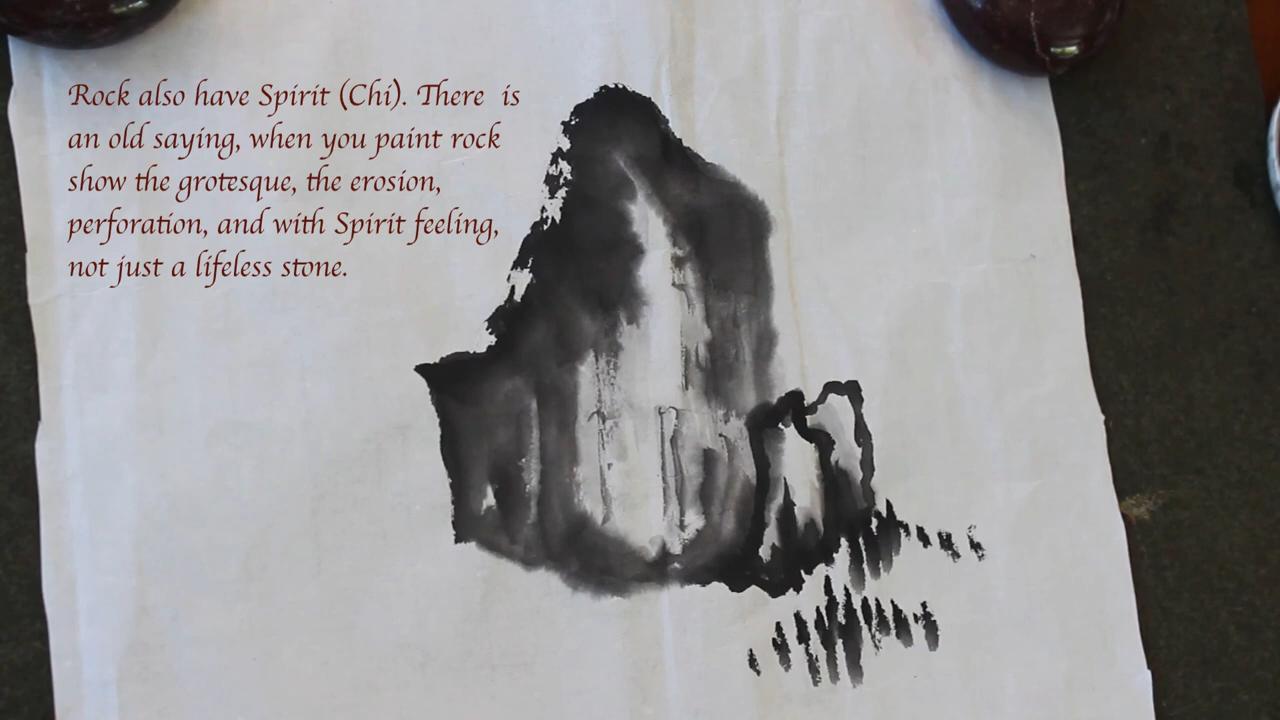 Rock also have Spirit (Chi). There is
an old saying, when you paint rock
show the grotesque, the erosion,
perforation, and with Spirit feeling,
not just a lifeless stone.